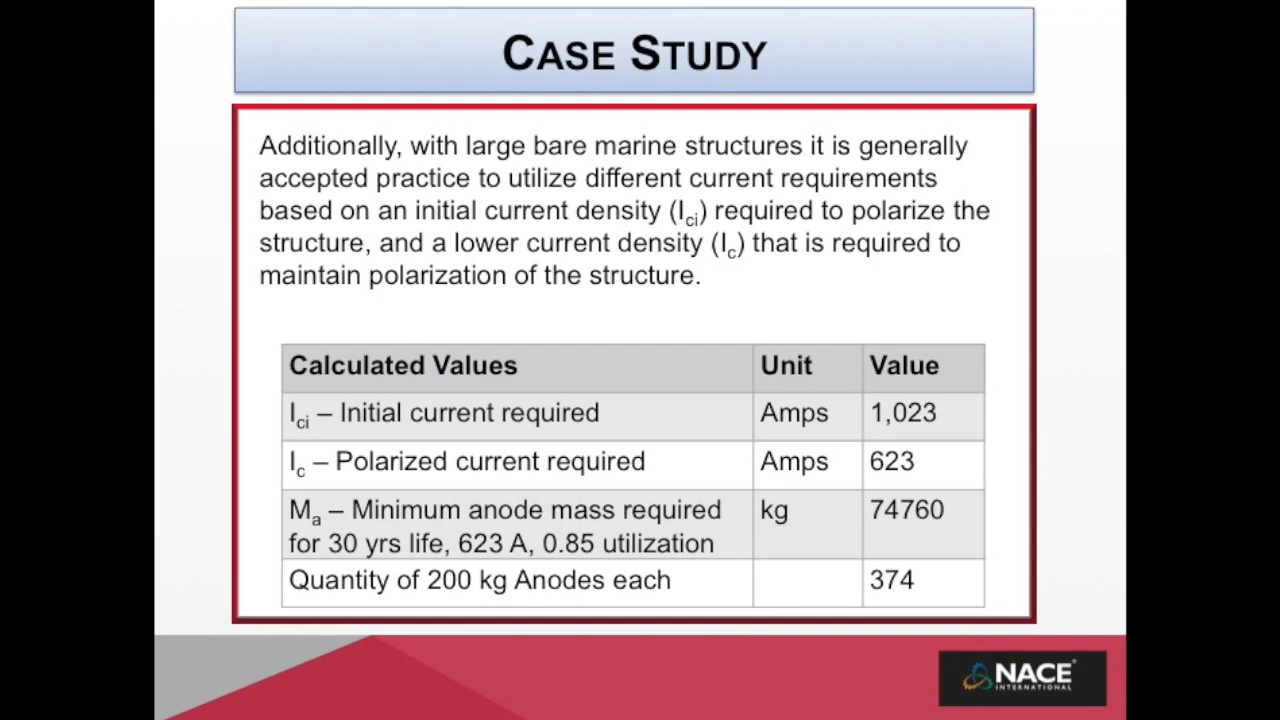 CASE STUDY
Additionally, with large bare marine structures it is generally
accepted practice to utilize different current requirements
based on an initial current density (Ici) required to polarize the
structure, and a lower current density (Ic) that is required to
maintain polarization of the structure.
Calculated Values Unit Value
Ici – Initial current required Amps 1,023
Ic – Polarized current required Amps 623
Ma – Minimum anode mass required kg 74760
for 30 yrs life, 623 A, 0.85 utilization
Quantity of 200 kg Anodes each 374
NACE
INTERNATIONAL